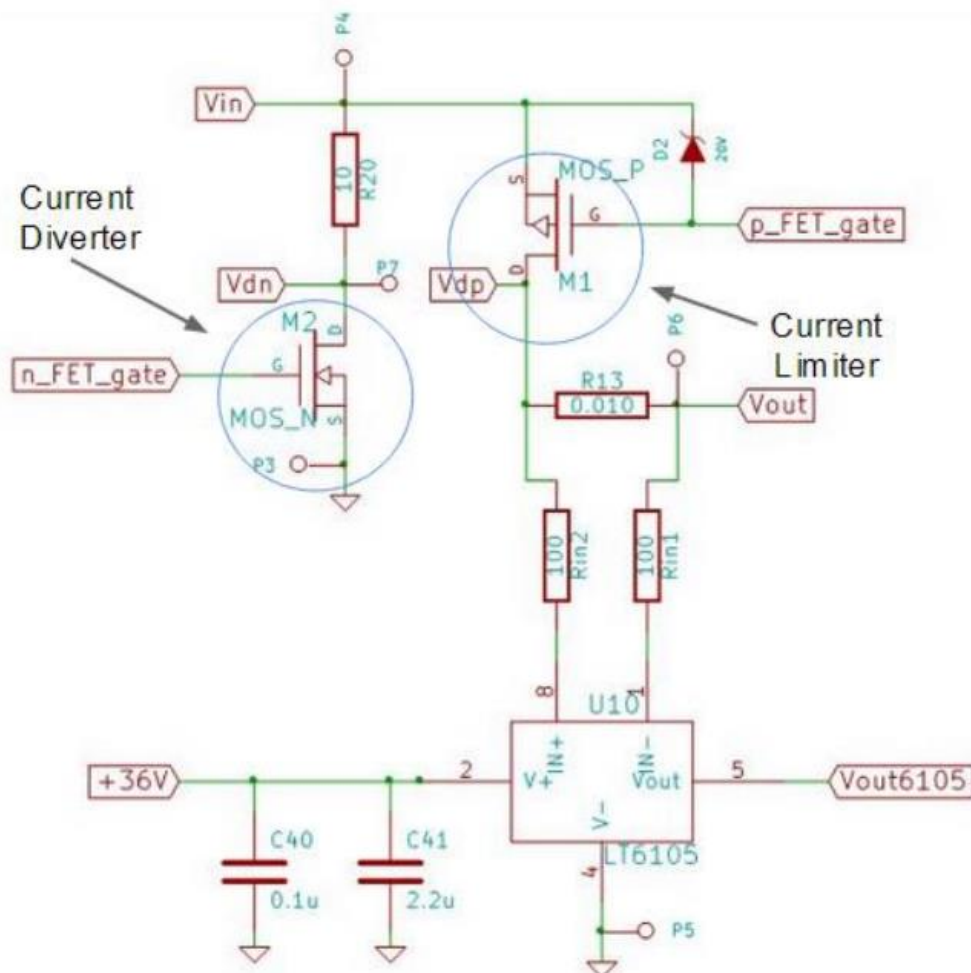 P4
Vin
10
R20
Current
Diverter
Vdn
P7
M2
D
G
n_FET_gate
MOS_N
S
P3
S
MOS_P
G
D
M1
Vdp
D2
20V
p_FET_gate
Current
Limiter
P6
R13
0.010
Vout
100
Rin2
100
Rin1
8
1
U10
IN+
IN-
V+
Vout
V-
2
5
4
+36V
Vout6105
LT6105
C40
0.1u
C41
2.2u
P5